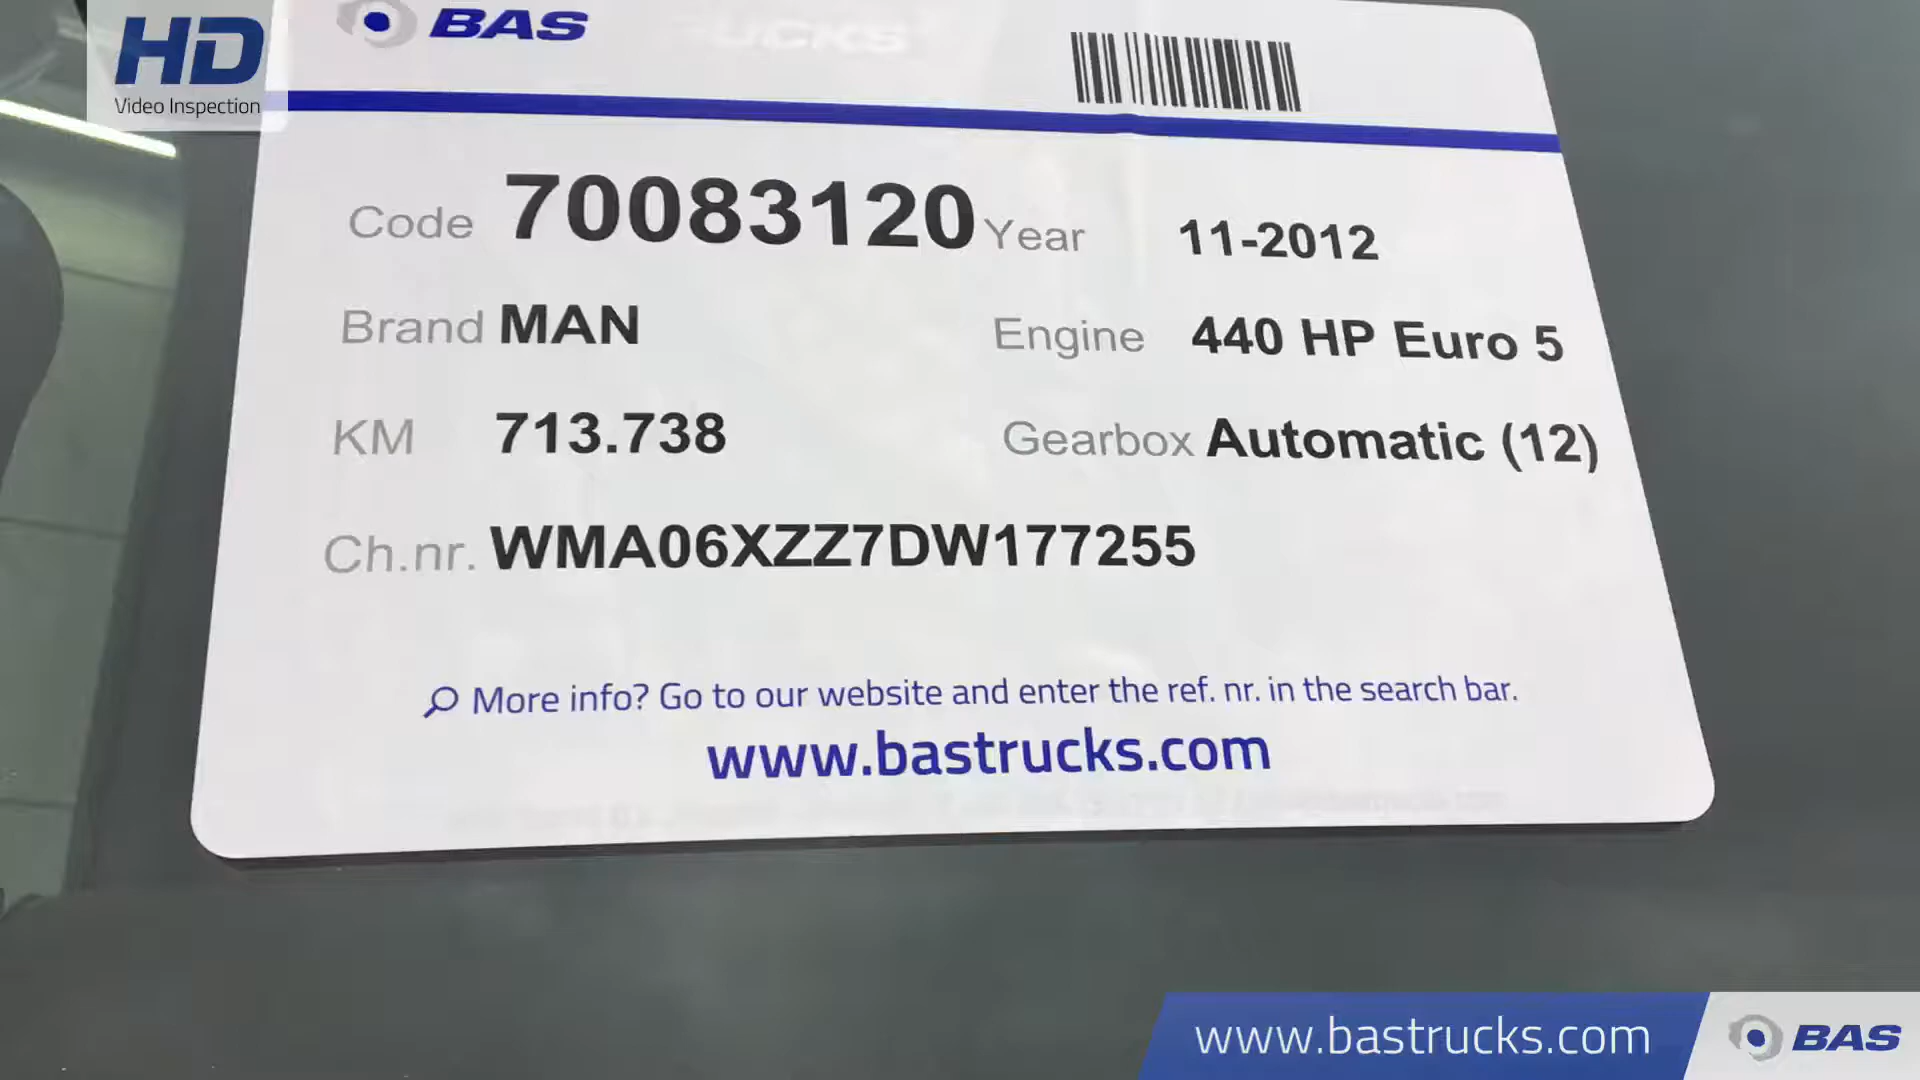 HD
Video Inspection
BAS
Code 70083120 Year 11-2012
Brand MAN Engine 440 HP Euro 5
KM 713.738 Gearbox Automatic (12)
Ch.nr. WMA06XZZ7DW177255
More info? Go to our website and enter the ref. nr. in the search bar.
www.bastrucks.com
www.bastrucks.com
BAS